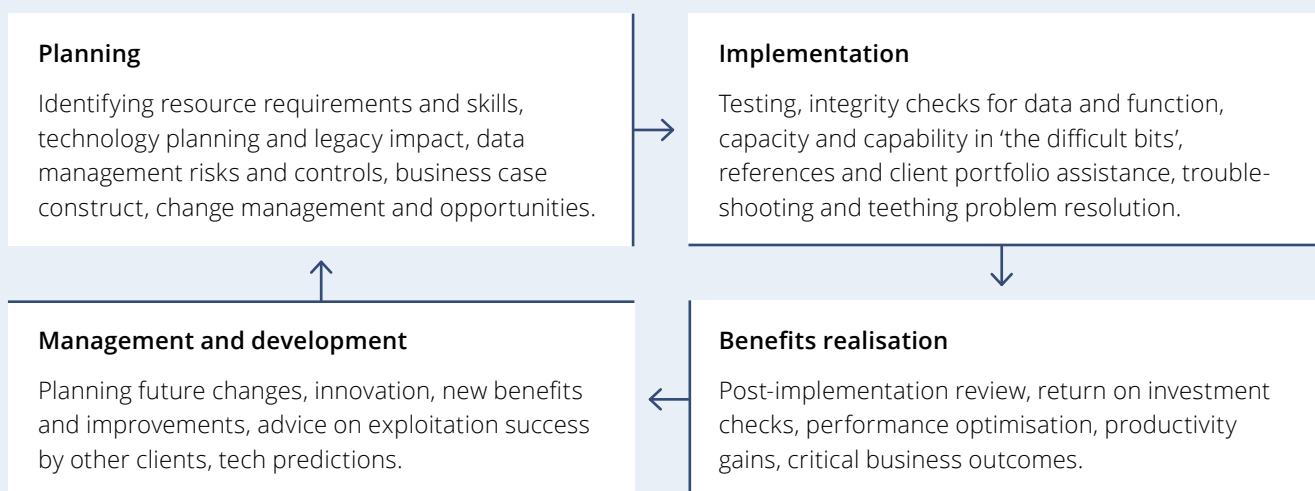 Planning
Identifying resource requirements and skills,
technology planning and legacy impact, data
management risks and controls, business case
construct, change management and opportunities.
Implementation
Testing, integrity checks for data and function,
capacity and capability in ‘the difficult bits’,
references and client portfolio assistance, trouble-
shooting and teething problem resolution.
Benefits realisation
Post-implementation review, return on investment
checks, performance optimisation, productivity
gains, critical business outcomes.
Management and development
Planning future changes, innovation, new benefits
and improvements, advice on exploitation success
by other clients, tech predictions.